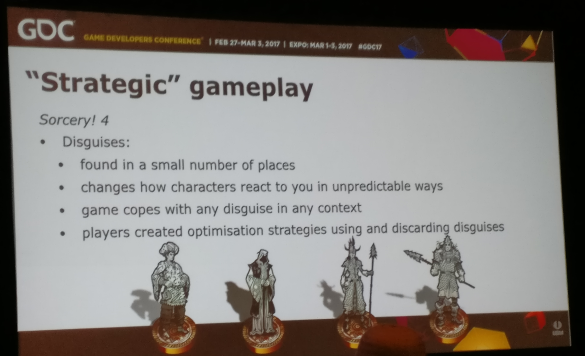 GDC GAME DEVELOPERS CONFERENCE | FEB 27-MAR 3, 2017 | EXPO: MAR 1-3, 2017 #GDC17
“Strategic” gameplay
Sorcery! 4
• Disguises:
• found in a small number of places
• changes how characters react to you in unpredictable ways
• game copes with any disguise in any context
• players created optimisation strategies using and discarding disguises